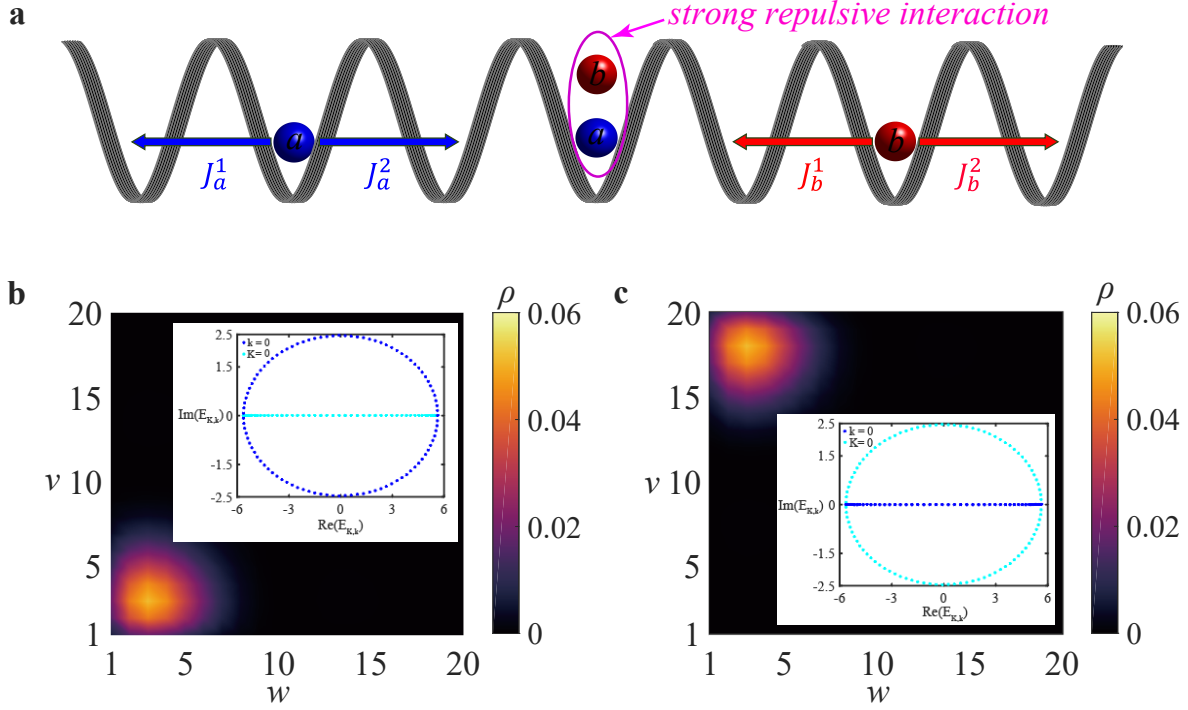 a
strong repulsive interaction
b
a
a
b
J_a^1
J_a^2
J_b^1
J_b^2
b
ρ
20
15
v 10
5
1
1
5
10
15
20
w
0.06
0.04
0.02
0
k = 0
K = 0
2.5
1.5
Im(E_{K,k}) 0
-1.5
-2.5
-6
-3
0
3
6
Re(E_{K,k})
c
ρ
20
15
v 10
5
1
1
5
10
15
20
w
0.06
0.04
0.02
0
k = 0
K = 0
2.5
1.5
Im(E_{K,k}) 0
-1.5
-2.5
-6
-3
0
3
6
Re(E_{K,k})